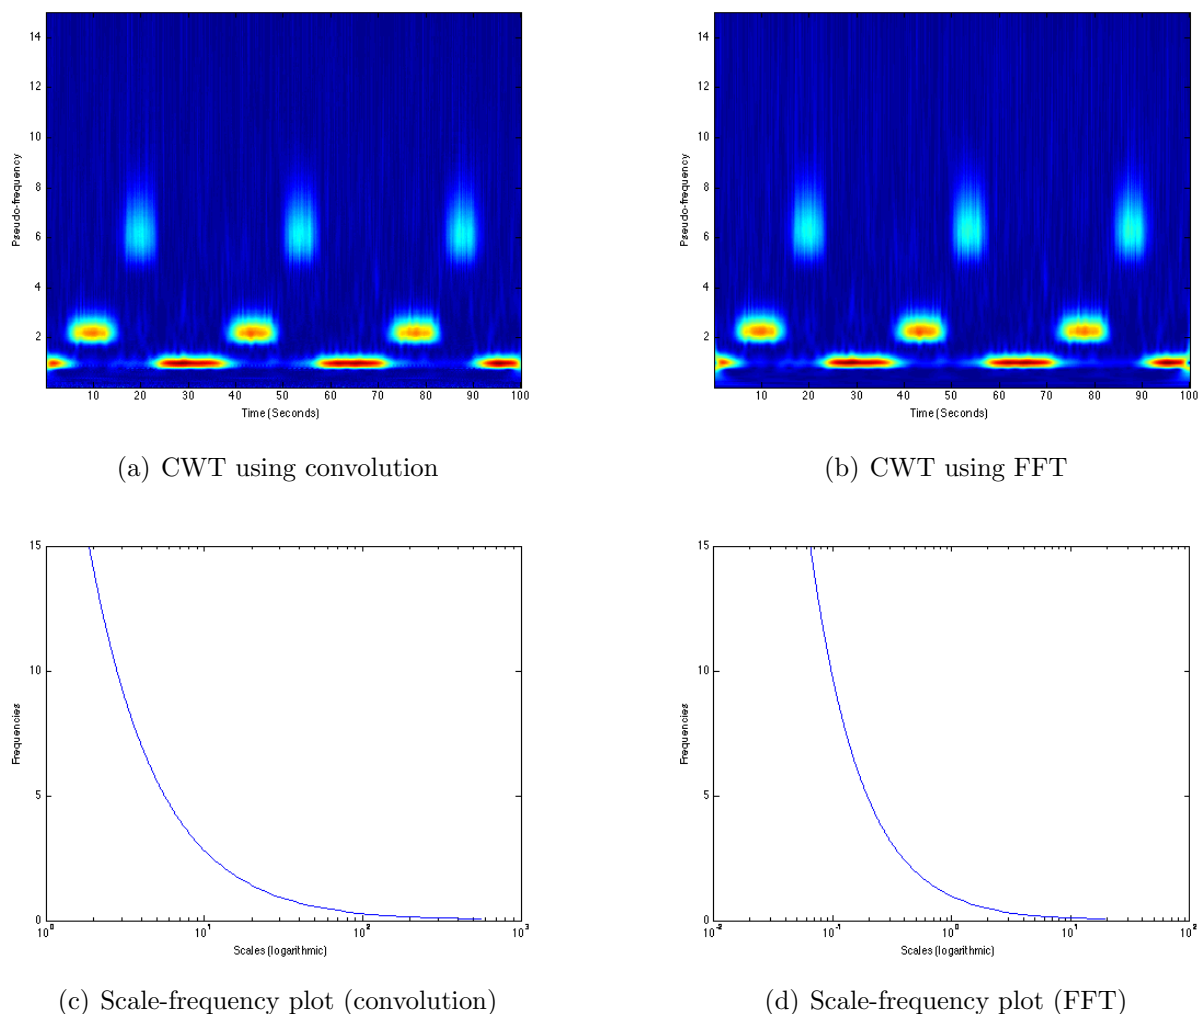 14
12
10
8
6
4
2
Pseudo-frequency
10 20 30 40 50 60 70 80 90 100
Time (Seconds)
(a) CWT using convolution
14
12
10
8
6
4
2
Pseudo-frequency
10 20 30 40 50 60 70 80 90 100
Time (Seconds)
(b) CWT using FFT
15
10
5
0
Frequencies
10^0 10^1 10^2 10^3
Scales (logarithmic)
(c) Scale-frequency plot (convolution)
15
10
5
0
Frequencies
10^-2 10^-1 10^0 10^1 10^2
Scales (logarithmic)
(d) Scale-frequency plot (FFT)